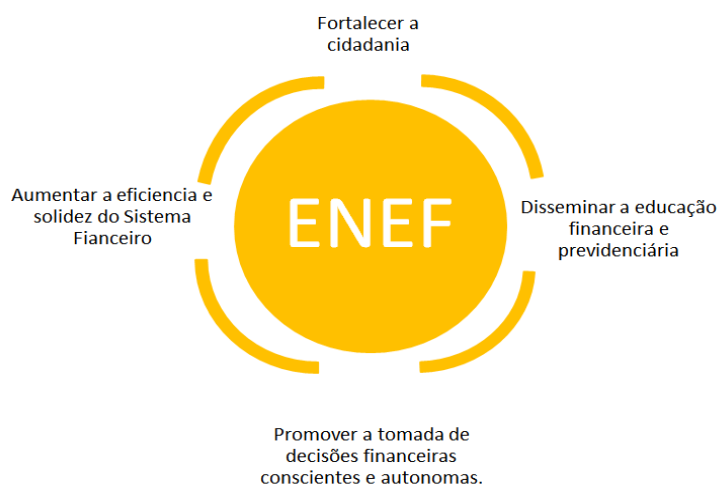 Fortalecer a
cidadania
Aumentar a eficiencia e
solidez do Sistema
Fianceiro
ENEF
Disseminar a educação
financeira e
previdenciária
Promover a tomada de
decisões financeiras
conscientes e autonomas.